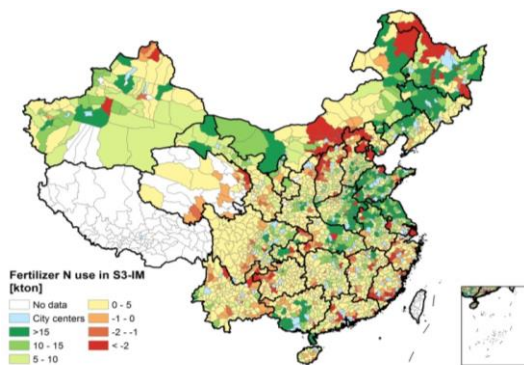 Fertilizer N use in S3-IM
[kton]
No data
City centers
>15
10 - 15
5 - 10
0 - 5
-1 - 0
-2 - -1
< -2